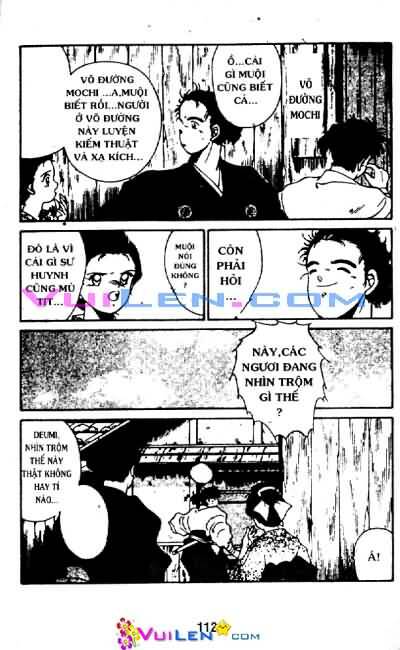 Ồ...CÁI
GÌ MUỘI
CŨNG BIẾT
CẢ...
VÕ
ĐƯỜNG
MOCHI
VÕ ĐƯỜNG
MOCHI ...A,MUỘI
BIẾT RỒI...NGƯỜI
Ở VÕ ĐƯỜNG
NÀY LUYỆN
KIẾM THUẬT
VÀ XẠ KÍCH...
CÒN
PHẢI
HỎI
...
MUỘI
NÓI
ĐÚNG
KHÔNG
?
ĐÓ LÀ VÌ
CÁI GÌ SƯ
HUYNH
CŨNG MÙ
TỊT...
VUILEN.COM
NÀY,CÁC
NGƯƠI ĐANG
NHÌN TRỘM
GÌ THẾ
?
DEUMI,
NHÌN TRỘM
THẾ NÀY
THẬT KHÔNG
HAY TÍ
NÀO...
Á!
112
VUILEN.COM